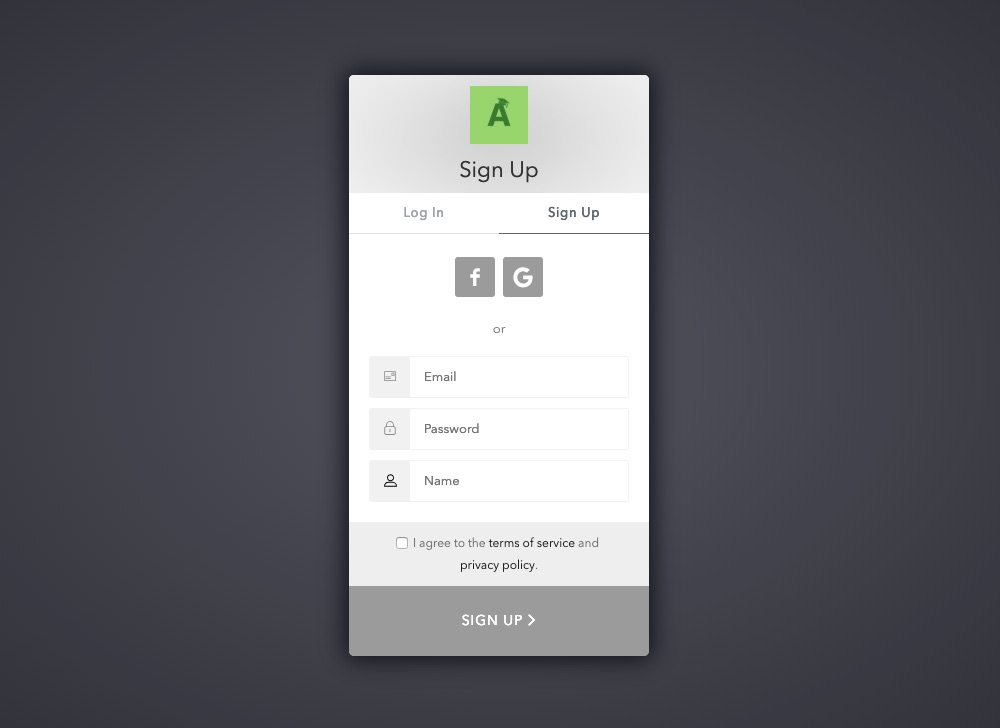 A
Sign Up
Log In
Sign Up
f
G
or
Email
Password
Name
I agree to the terms of service and
privacy policy.
SIGN UP